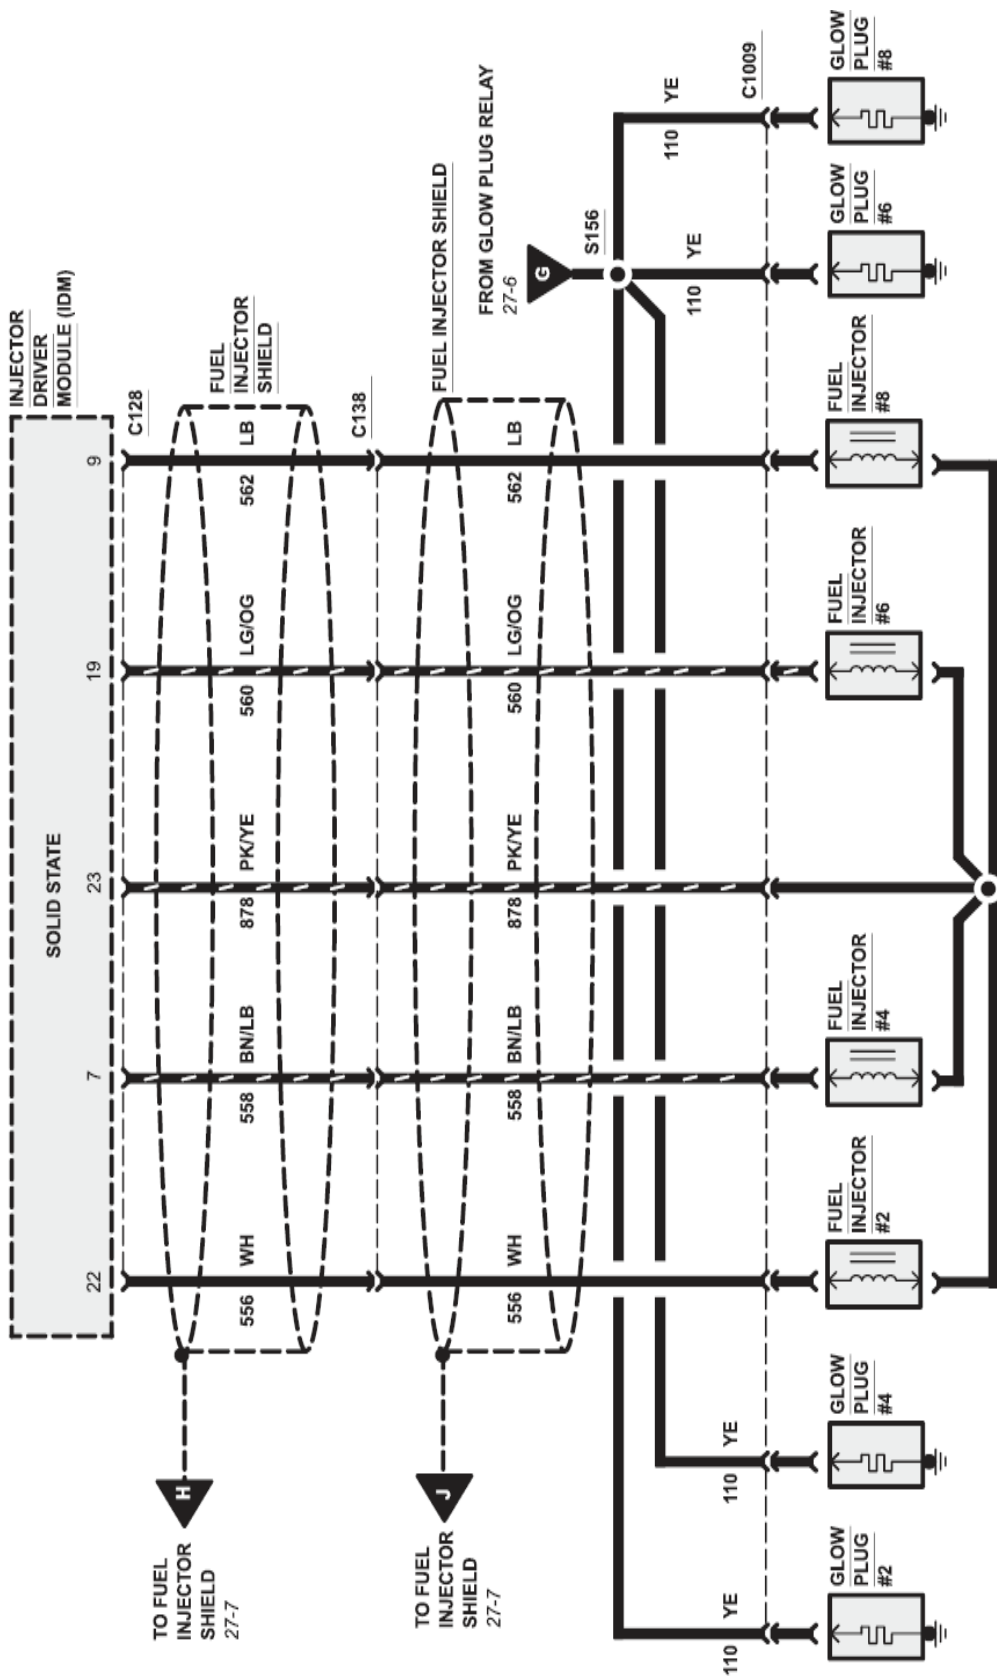 INJECTOR
DRIVER
MODULE (IDM)
SOLID STATE
22
7
23
19
9
C128
TO FUEL
INJECTOR
SHIELD
27-7
H
556
WH
558
BN/LB
878
PK/YE
560
LG/OG
562
LB
FUEL
INJECTOR
SHIELD
C138
TO FUEL
INJECTOR
SHIELD
27-7
J
FUEL INJECTOR SHIELD
556
WH
558
BN/LB
878
PK/YE
560
LG/OG
562
LB
FROM GLOW PLUG RELAY
27-6
G
S156
110
YE
110
YE
110
YE
110
YE
C1009
GLOW
PLUG
#2
GLOW
PLUG
#4
FUEL
INJECTOR
#2
FUEL
INJECTOR
#4
FUEL
INJECTOR
#6
FUEL
INJECTOR
#8
GLOW
PLUG
#6
GLOW
PLUG
#8